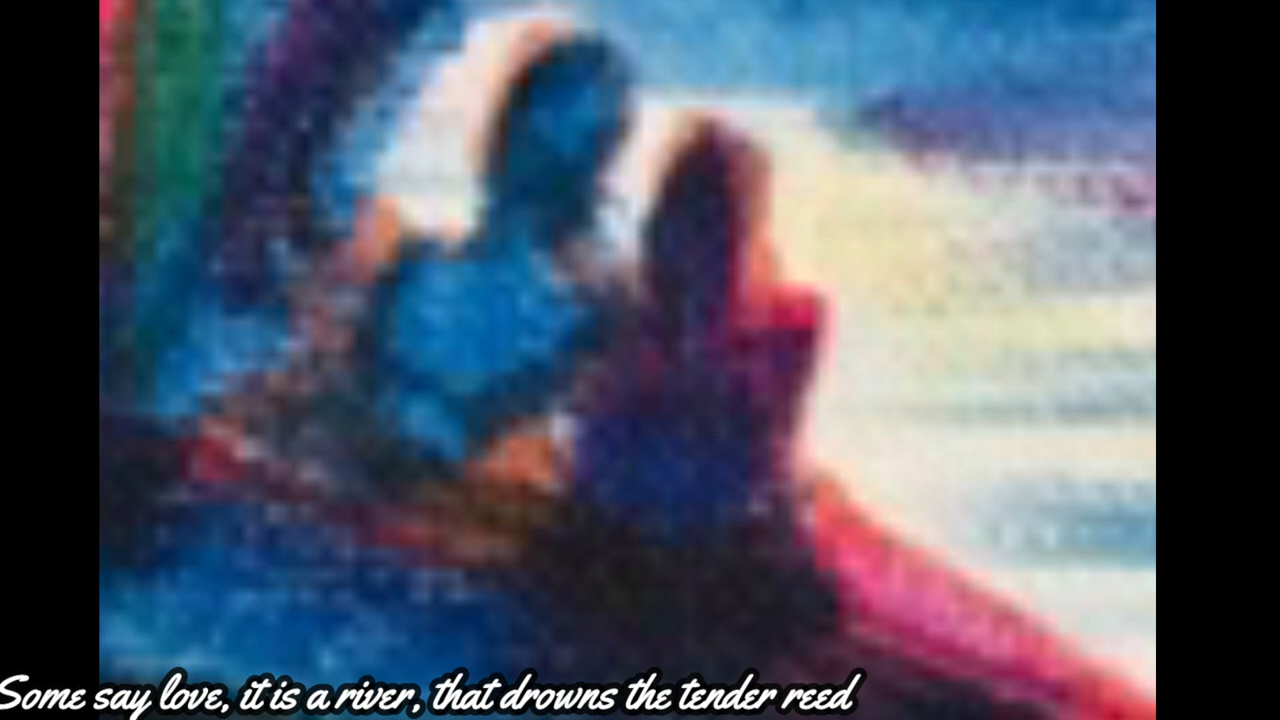 Some say love, it is a river, that drowns the tender reed